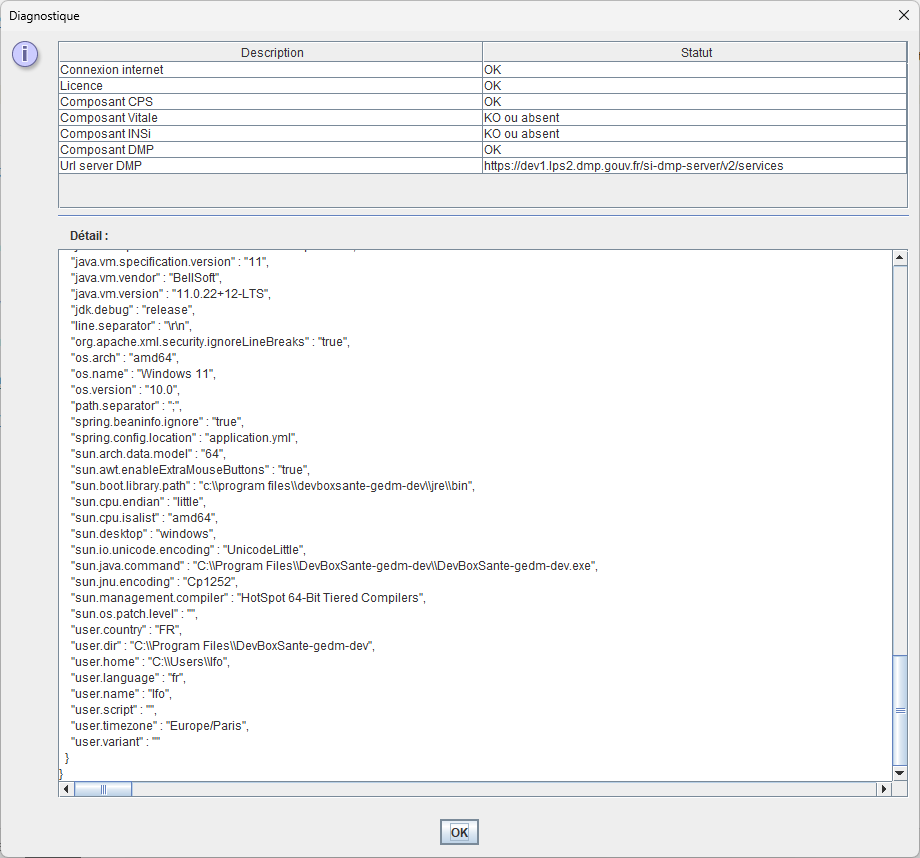 Diagnostique
Description Statut
Connexion internet OK
Licence OK
Composant CPS OK
Composant Vitale KO ou absent
Composant INSi KO ou absent
Composant DMP OK
Url server DMP https://dev1.lps2.dmp.gouv.fr/si-dmp-server/v2/services
Détail :
"java.vm.specification.version" : "11",
"java.vm.vendor" : "BellSoft",
"java.vm.version" : "11.0.22+12-LTS",
"jdk.debug" : "release",
"line.separator" : "\r\n",
"org.apache.xml.security.ignoreLineBreaks" : "true",
"os.arch" : "amd64",
"os.name" : "Windows 11",
"os.version" : "10.0",
"path.separator" : ";",
"spring.beaninfo.ignore" : "true",
"spring.config.location" : "application.yml",
"sun.arch.data.model" : "64",
"sun.awt.enableExtraMouseButtons" : "true",
"sun.boot.library.path" : "c:\\program files\\devboxsante-gedm-dev\\jre\\bin",
"sun.cpu.endian" : "little",
"sun.cpu.isalist" : "amd64",
"sun.desktop" : "windows",
"sun.io.unicode.encoding" : "UnicodeLittle",
"sun.java.command" : "C:\\Program Files\\DevBoxSante-gedm-dev\\DevBoxSante-gedm-dev.exe",
"sun.jnu.encoding" : "Cp1252",
"sun.management.compiler" : "HotSpot 64-Bit Tiered Compilers",
"sun.os.patch.level" : "",
"user.country" : "FR",
"user.dir" : "C:\\Program Files\\DevBoxSante-gedm-dev",
"user.home" : "C:\\Users\\lfo",
"user.language" : "fr",
"user.name" : "lfo",
"user.script" : "",
"user.timezone" : "Europe/Paris",
"user.variant" : ""
}
}
OK